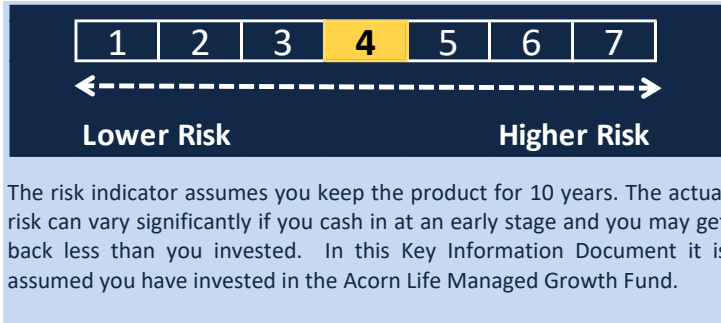 1 2 3 4 5 6 7
Lower Risk Higher Risk
The risk indicator assumes you keep the product for 10 years. The actual
risk can vary significantly if you cash in at an early stage and you may get
back less than you invested. In this Key Information Document it is
assumed you have invested in the Acorn Life Managed Growth Fund.